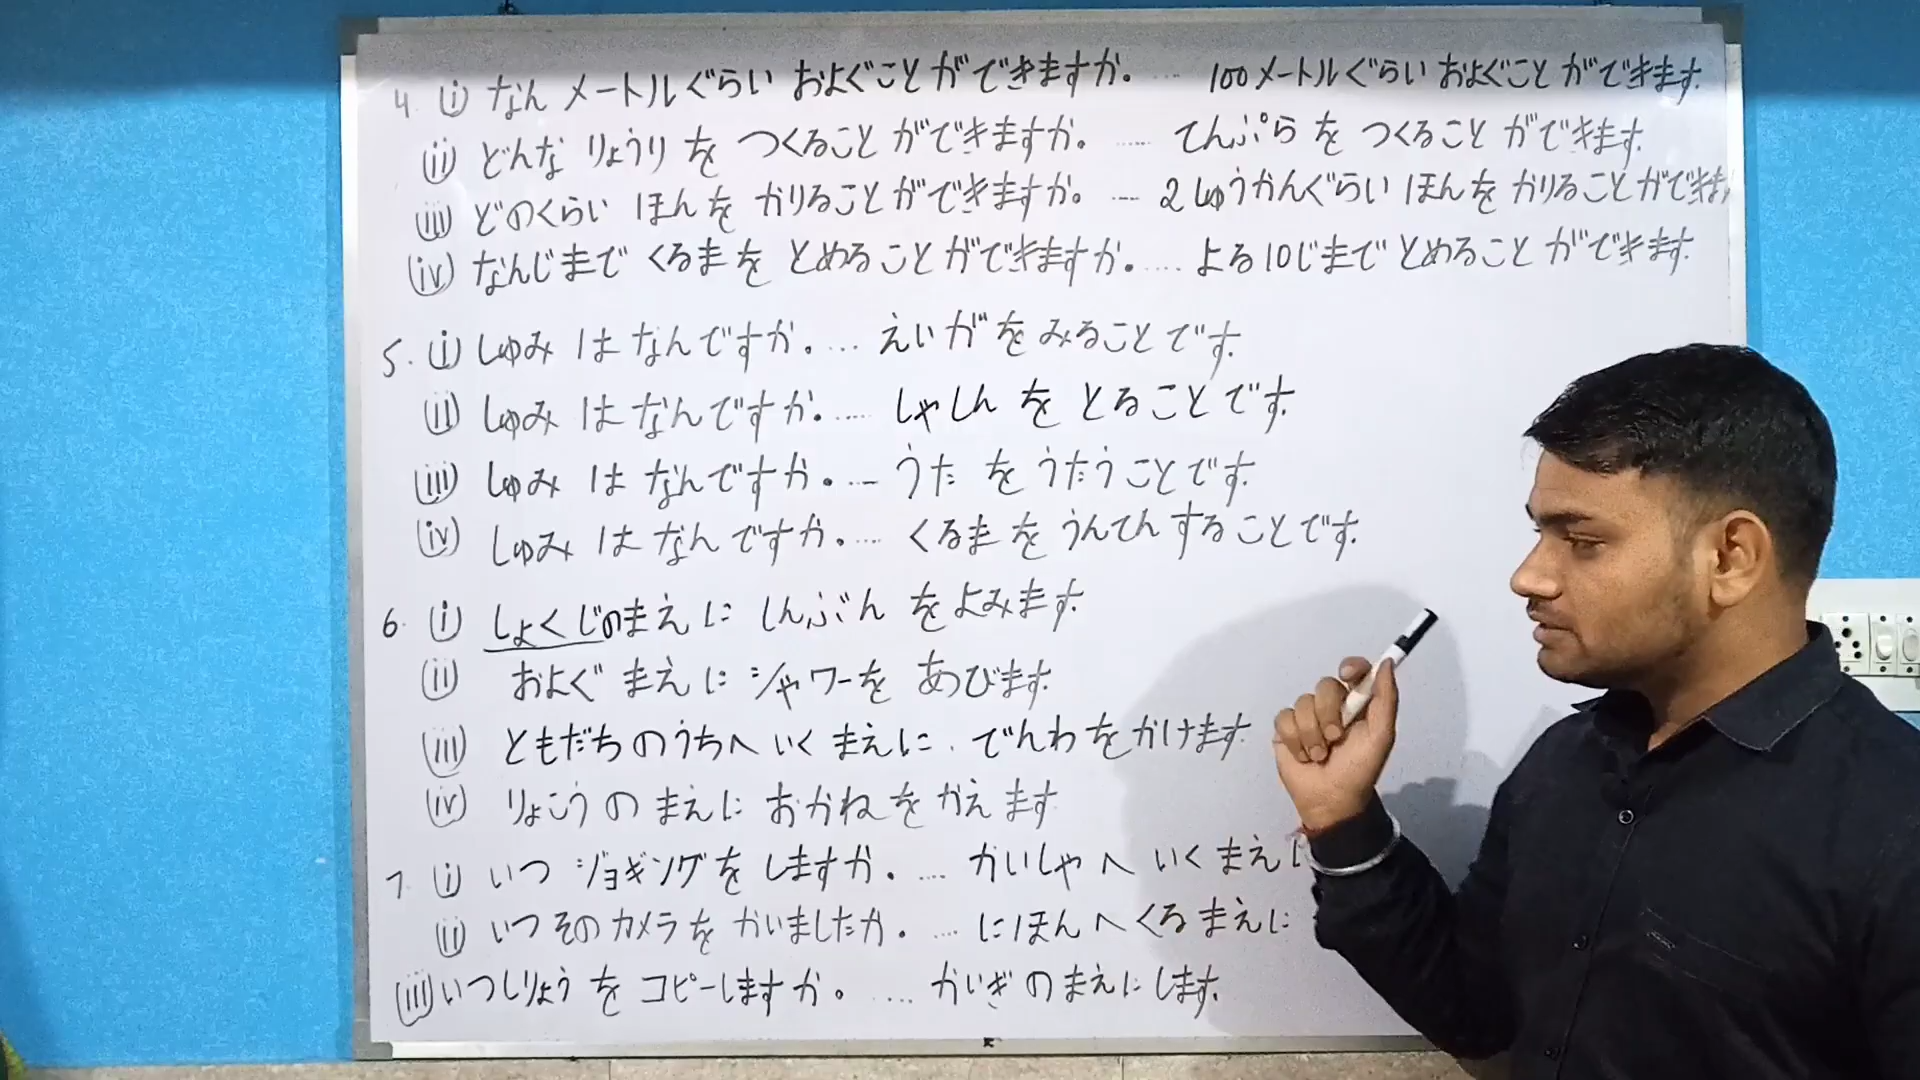 4. (i) なん メートルぐらい およぐことができますか。.... 100メートルぐらい およぐことができます.
(ii) どんな りょうり を つくること ができますか。...... てんぷら を つくること ができます.
(iii) どのくらい ほん を かりることができますか。.... 2しゅうかんぐらい ほんを かりることができま
(iv) なんじまで くるまを とめることができますか。.... よる10じまで とめること ができます.
5. (i) しゅみ は なんですか。... えいが を みることです.
(ii) しゅみ は なんですか。..... しゃしん を とることです.
(iii) しゅみ は なんですか。... うた を うたうことです.
(iv) しゅみ は なんですか。.... くるまを うんてんすることです.
6. (i) しょくじのまえに しんぶん をよみます.
(ii) およぐ まえに シャワーを あびます.
(iii) ともだちのうちへ いく まえに. でんわをかけます.
(iv) りょこう の まえに おかね を かえ ます
7. (i) いつ ジョギングを しますか。.... かいしゃ へ いく まえに
(ii) いつ そのカメラを かいましたか。.... にほんへ くる まえに
(iii) いつしりょう を コピーしますか。.... かいぎのまえに します.